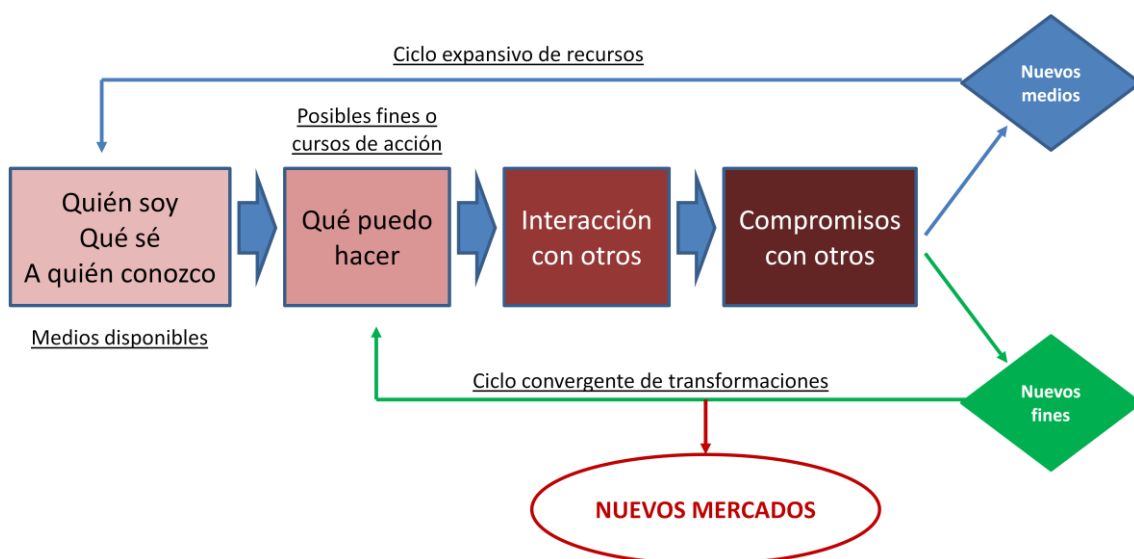 Ciclo expansivo de recursos
Nuevos
medios
Posibles fines o
cursos de acción
Quién soy
Qué sé
A quién conozco
Qué puedo
hacer
Interacción
con otros
Compromisos
con otros
Medios disponibles
Ciclo convergente de transformaciones
Nuevos
fines
NUEVOS MERCADOS